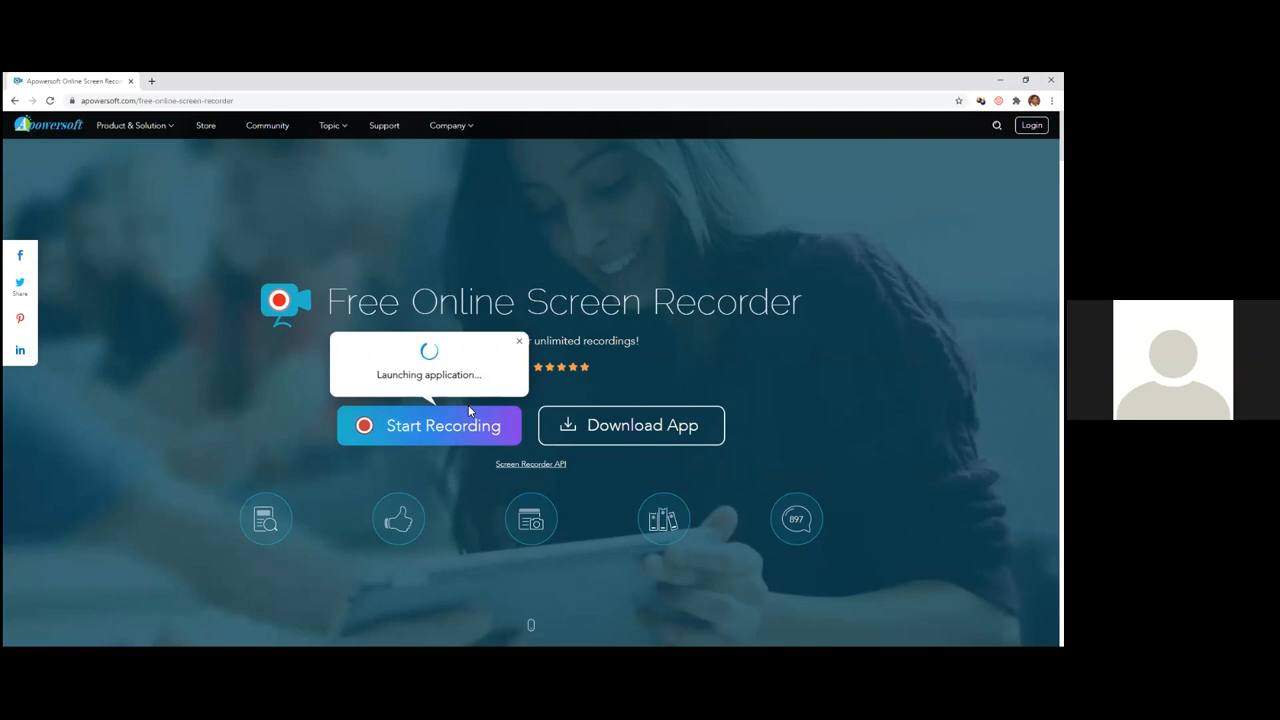 Apowersoft Online Screen Reco
apowersoft.com/free-online-screen-recorder
Apowersoft Product & Solution Store Community Topic Support Company Login
Share
Free Online Screen Recorder
unlimited recordings!
Launching application...
Start Recording Download App
Screen Recorder API
897